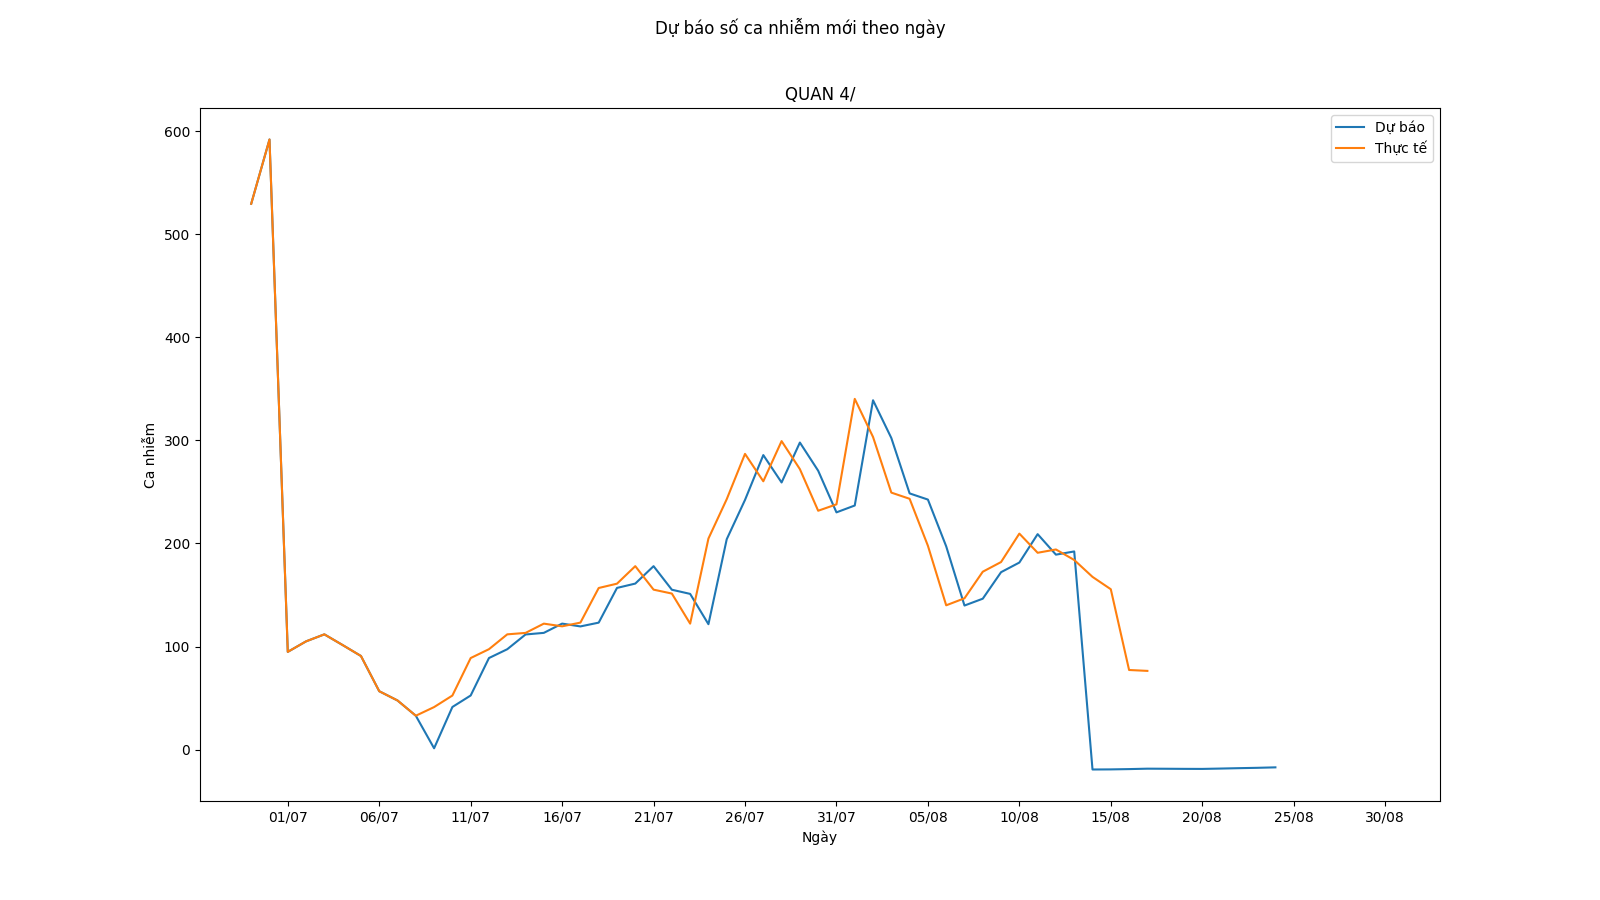 Dự báo số ca nhiễm mới theo ngày
QUAN 4/
Dự báo
Thực tế
600
500
400
300
200
100
0
Ca nhiễm
01/07 06/07 11/07 16/07 21/07 26/07 31/07 05/08 10/08 15/08 20/08 25/08 30/08
Ngày